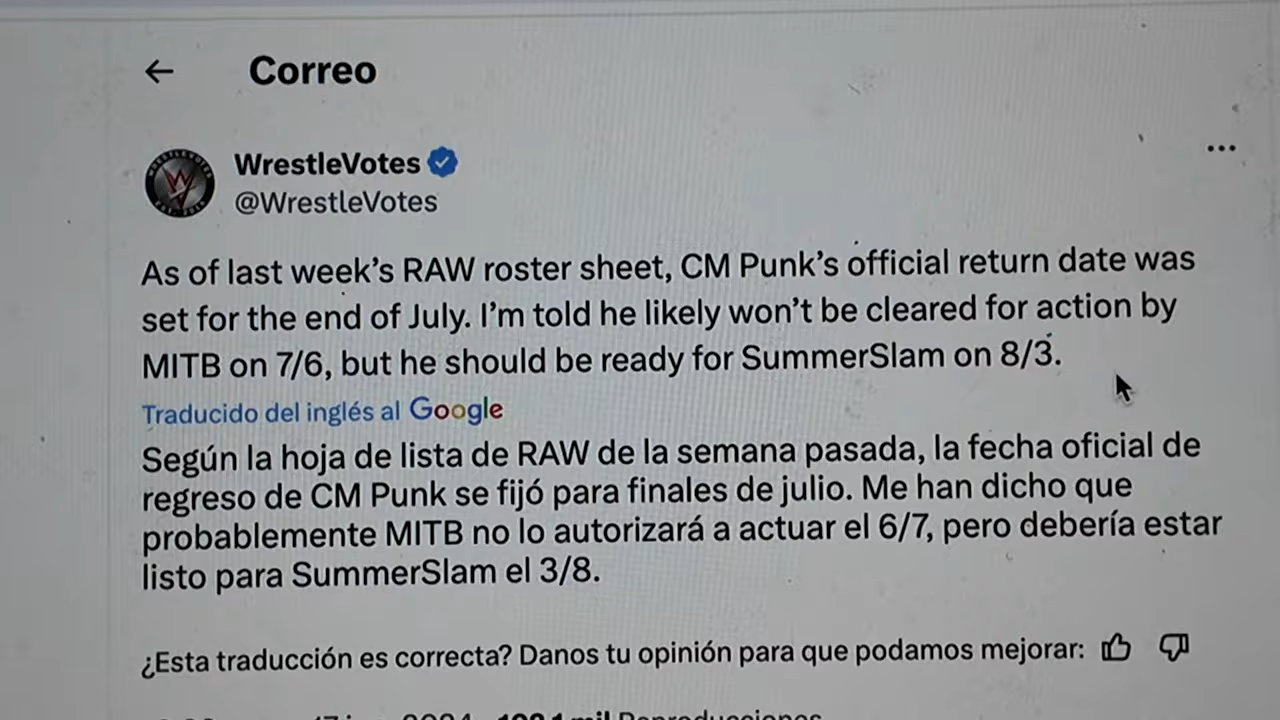 ← Correo
WrestleVotes
@WrestleVotes
As of last week's RAW roster sheet, CM Punk's official return date was
set for the end of July. I'm told he likely won't be cleared for action by
MITB on 7/6, but he should be ready for SummerSlam on 8/3.
Traducido del inglés al Google
Según la hoja de lista de RAW de la semana pasada, la fecha oficial de
regreso de CM Punk se fijó para finales de julio. Me han dicho que
probablemente MITB no lo autorizará a actuar el 6/7, pero debería estar
listo para SummerSlam el 3/8.
¿Esta traducción es correcta? Danos tu opinión para que podamos mejorar: